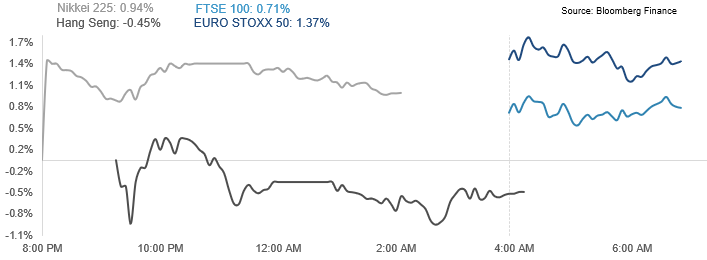 Nikkei 225: 0.94% FTSE 100: 0.71%
Hang Seng: -0.45% EURO STOXX 50: 1.37%
Source: Bloomberg Finance
1.7%
1.4%
1.1%
0.8%
0.5%
0.2%
-0.2%
-0.5%
-0.8%
-1.1%
8:00 PM 10:00 PM 12:00 AM 2:00 AM 4:00 AM 6:00 AM